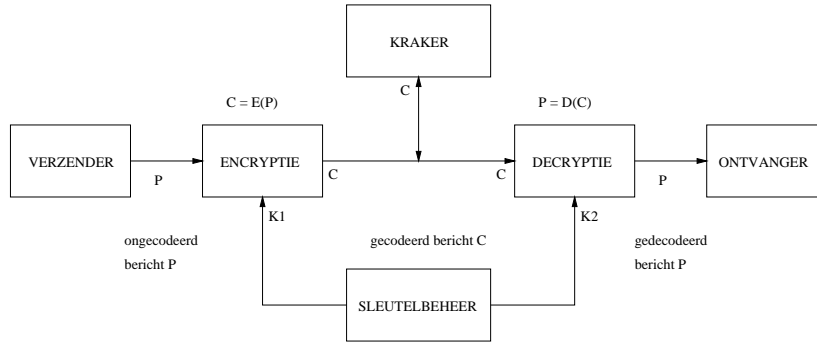 KRAKER
C
C = E(P)
P = D(C)
VERZENDER
P
ENCRYPTIE
C
C
DECRYPTIE
P
ONTVANGER
K1
K2
ongecodeerd
bericht P
gecodeerd bericht C
gedecodeerd
bericht P
SLEUTELBEHEER